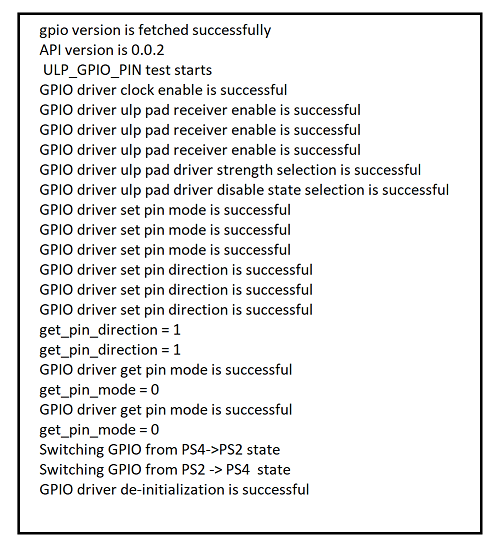 gpio version is fetched successfully
API version is 0.0.2
ULP_GPIO_PIN test starts
GPIO driver clock enable is successful
GPIO driver ulp pad receiver enable is successful
GPIO driver ulp pad receiver enable is successful
GPIO driver ulp pad receiver enable is successful
GPIO driver ulp pad driver strength selection is successful
GPIO driver ulp pad driver disable state selection is successful
GPIO driver set pin mode is successful
GPIO driver set pin mode is successful
GPIO driver set pin mode is successful
GPIO driver set pin direction is successful
GPIO driver set pin direction is successful
GPIO driver set pin direction is successful
get_pin_direction = 1
get_pin_direction = 1
GPIO driver get pin mode is successful
get_pin_mode = 0
GPIO driver get pin mode is successful
get_pin_mode = 0
Switching GPIO from PS4->PS2 state
Switching GPIO from PS2 -> PS4  state
GPIO driver de-initialization is successful